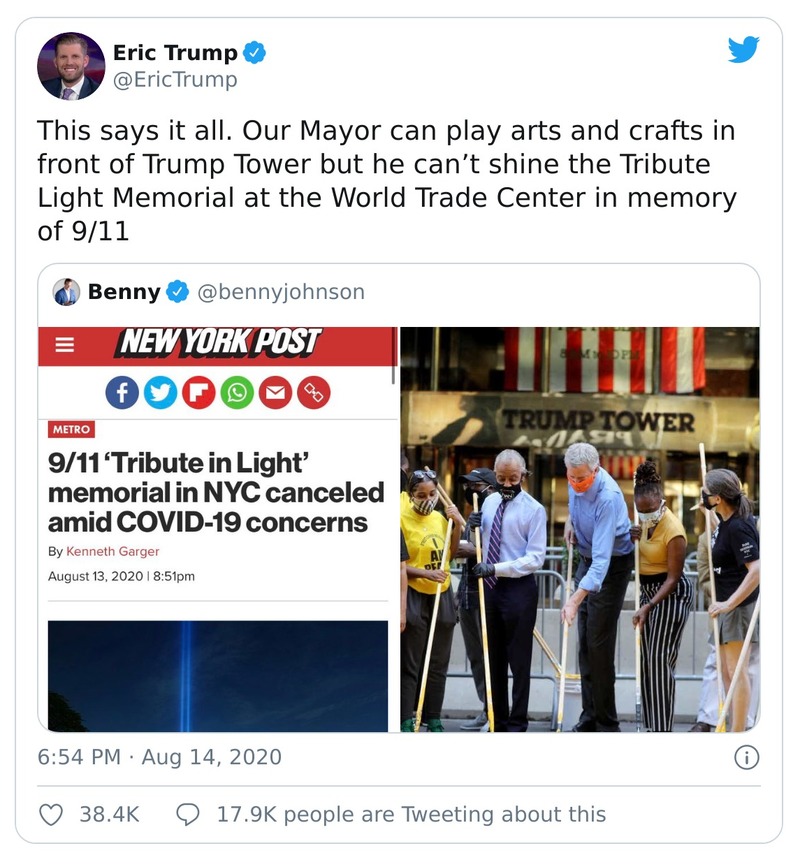 Eric Trump
@EricTrump
This says it all. Our Mayor can play arts and crafts in
front of Trump Tower but he can’t shine the Tribute
Light Memorial at the World Trade Center in memory
of 9/11
Benny @bennyjohnson
NEW YORK POST
METRO
9/11 ‘Tribute in Light’
memorial in NYC canceled
amid COVID-19 concerns
By Kenneth Garger
August 13, 2020 | 8:51pm
TRUMP TOWER
6:54 PM · Aug 14, 2020
38.4K 17.9K people are Tweeting about this